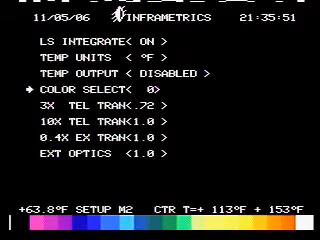 11/05/06 INFRAMETRICS 21:35:51
LS INTEGRATE< ON >
TEMP UNITS < °F >
TEMP OUTPUT < DISABLED >
COLOR SELECT< 0>
3X TEL TRAN<.72 >
10X TEL TRAN<1.0 >
0.4X EX TRAN<1.0 >
EXT OPTICS <1.0 >
+63.8°F SETUP M2 CTR T=+ 113°F + 153°F